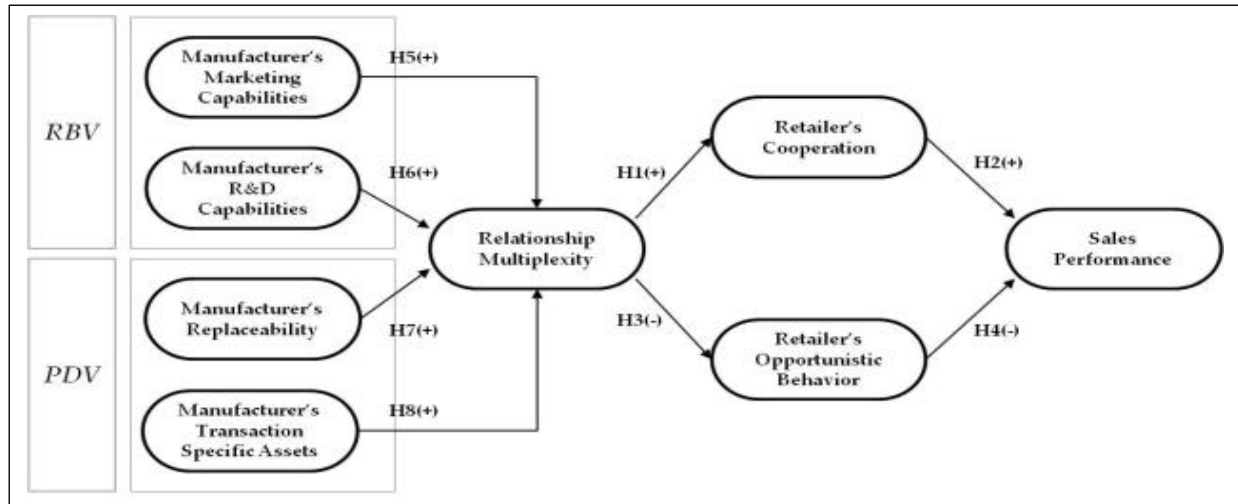 RBV
Manufacturer's
Marketing
Capabilities
H5(+)
Manufacturer's
R&D
Capabilities
H6(+)
PDV
Manufacturer's
Replaceability
H7(+)
Manufacturer's
Transaction
Specific Assets
H8(+)
Relationship
Multiplexity
H1(+)
H3(-)
Retailer's
Cooperation
H2(+)
Retailer's
Opportunistic
Behavior
H4(-)
Sales
Performance